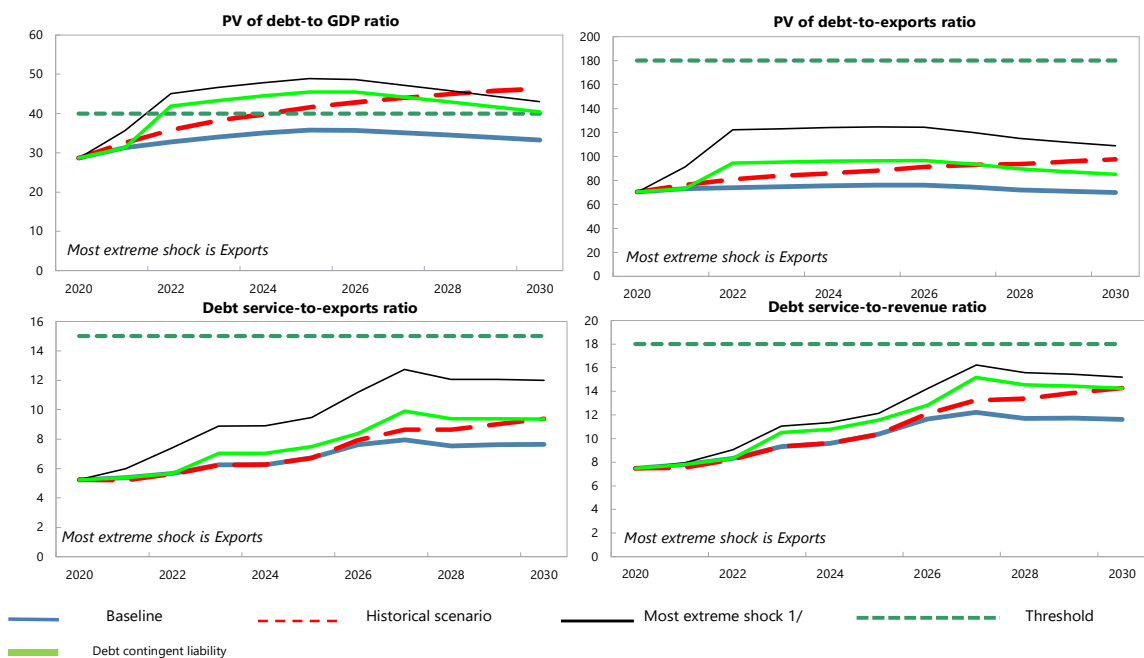 PV of debt-to GDP ratio
60
50
40
30
20
10
0
Most extreme shock is Exports
2020 2022 2024 2026 2028 2030
PV of debt-to-exports ratio
200
180
160
140
120
100
80
60
40
20
0
Most extreme shock is Exports
2020 2022 2024 2026 2028 2030
Debt service-to-exports ratio
16
14
12
10
8
6
4
2
0
Most extreme shock is Exports
2020 2022 2024 2026 2028 2030
Debt service-to-revenue ratio
20
18
16
14
12
10
8
6
4
2
0
Most extreme shock is Exports
2020 2022 2024 2026 2028 2030
Baseline Historical scenario Most extreme shock 1/ Threshold
Debt contingent liability